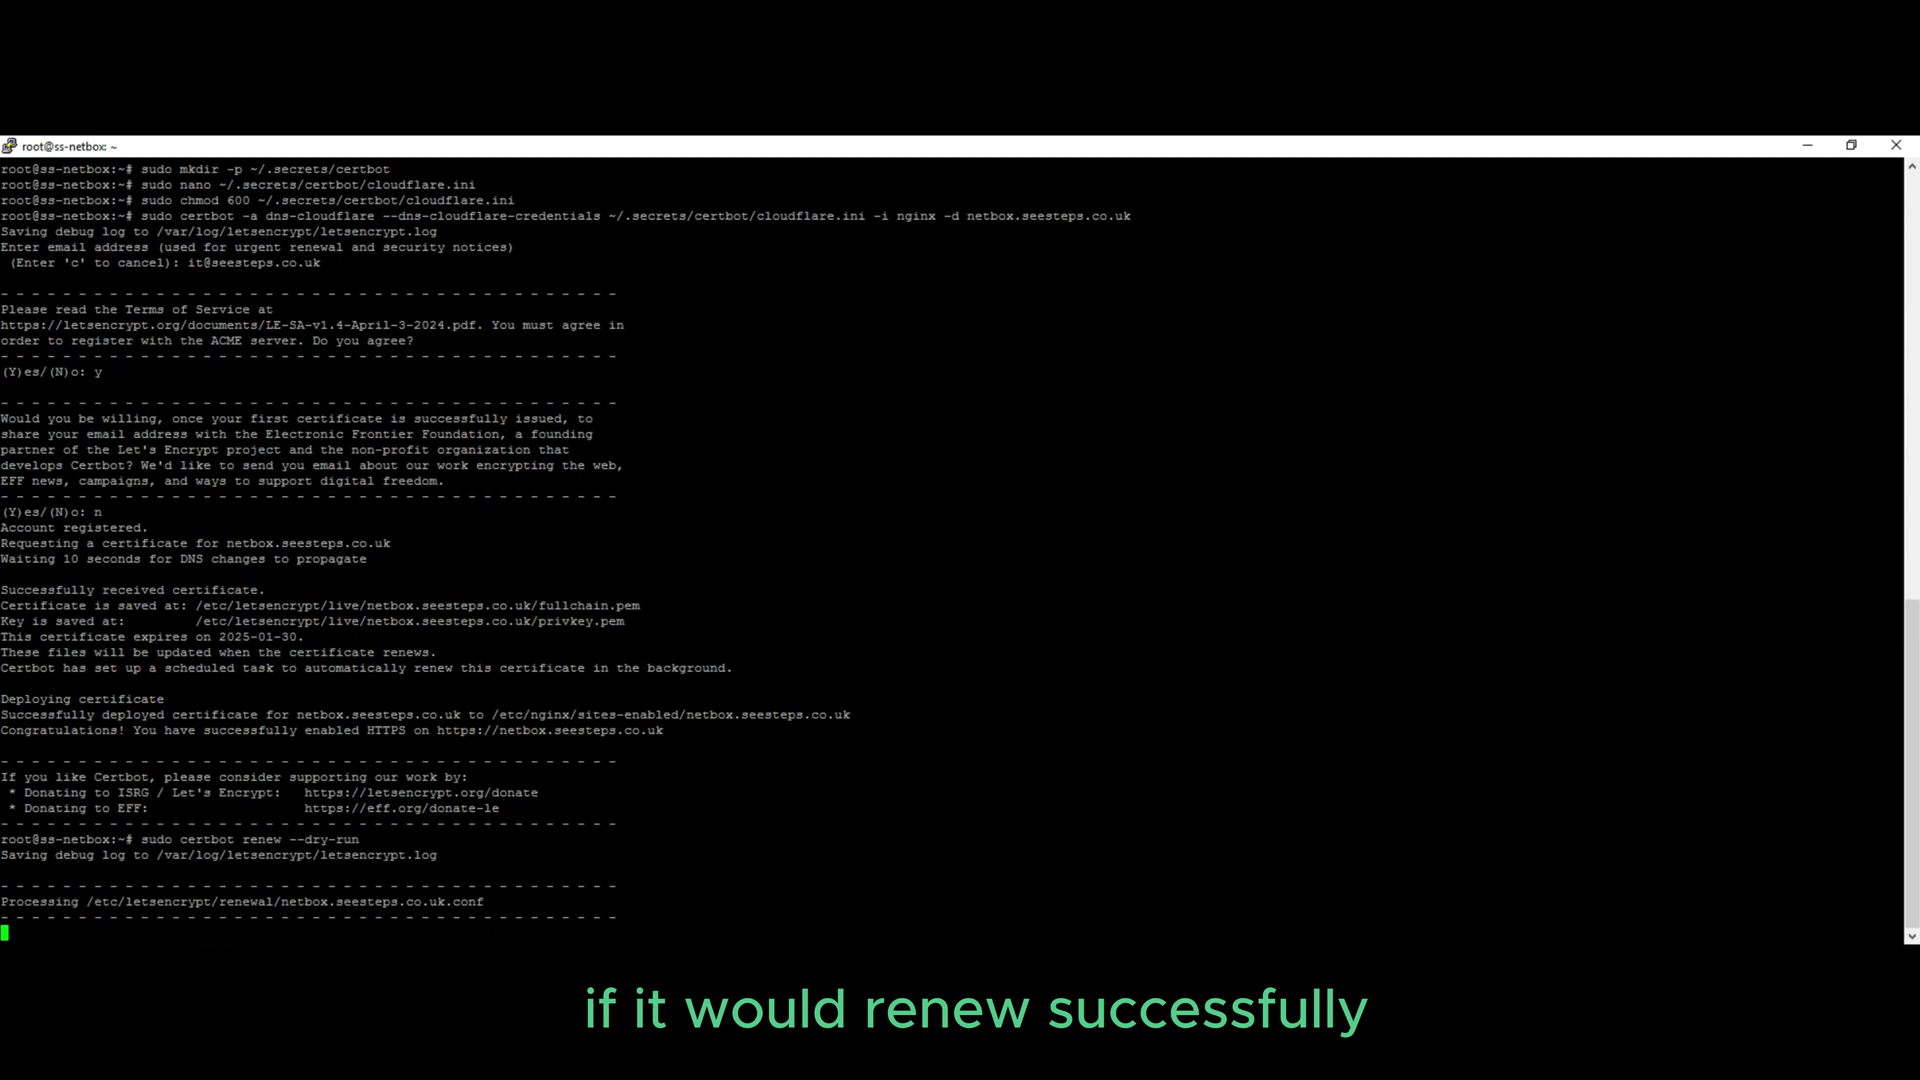 root@ss-netbox: ~
root@ss-netbox:~# sudo mkdir -p ~/.secrets/certbot
root@ss-netbox:~# sudo nano ~/.secrets/certbot/cloudflare.ini
root@ss-netbox:~# sudo chmod 600 ~/.secrets/certbot/cloudflare.ini
root@ss-netbox:~# sudo certbot -a dns-cloudflare --dns-cloudflare-credentials ~/.secrets/certbot/cloudflare.ini -i nginx -d netbox.seesteps.co.uk
Saving debug log to /var/log/letsencrypt/letsencrypt.log
Enter email address (used for urgent renewal and security notices)
(Enter 'c' to cancel): it@seesteps.co.uk
- - - - - - - - - - - - - - - - - - - - - - - - - - - - - - - - - - - - - - - -
Please read the Terms of Service at
https://letsencrypt.org/documents/LE-SA-v1.4-April-3-2024.pdf. You must agree in
order to register with the ACME server. Do you agree?
- - - - - - - - - - - - - - - - - - - - - - - - - - - - - - - - - - - - - - - -
(Y)es/(N)o: y
- - - - - - - - - - - - - - - - - - - - - - - - - - - - - - - - - - - - - - - -
Would you be willing, once your first certificate is successfully issued, to
share your email address with the Electronic Frontier Foundation, a founding
partner of the Let's Encrypt project and the non-profit organization that
develops Certbot? We'd like to send you email about our work encrypting the web,
EFF news, campaigns, and ways to support digital freedom.
- - - - - - - - - - - - - - - - - - - - - - - - - - - - - - - - - - - - - - - -
(Y)es/(N)o: n
Account registered.
Requesting a certificate for netbox.seesteps.co.uk
Waiting 10 seconds for DNS changes to propagate
Successfully received certificate.
Certificate is saved at: /etc/letsencrypt/live/netbox.seesteps.co.uk/fullchain.pem
Key is saved at:         /etc/letsencrypt/live/netbox.seesteps.co.uk/privkey.pem
This certificate expires on 2025-01-30.
These files will be updated when the certificate renews.
Certbot has set up a scheduled task to automatically renew this certificate in the background.
Deploying certificate
Successfully deployed certificate for netbox.seesteps.co.uk to /etc/nginx/sites-enabled/netbox.seesteps.co.uk
Congratulations! You have successfully enabled HTTPS on https://netbox.seesteps.co.uk
- - - - - - - - - - - - - - - - - - - - - - - - - - - - - - - - - - - - - - - -
If you like Certbot, please consider supporting our work by:
* Donating to ISRG / Let's Encrypt:   https://letsencrypt.org/donate
* Donating to EFF:                    https://eff.org/donate-le
- - - - - - - - - - - - - - - - - - - - - - - - - - - - - - - - - - - - - - - -
root@ss-netbox:~# sudo certbot renew --dry-run
Saving debug log to /var/log/letsencrypt/letsencrypt.log
- - - - - - - - - - - - - - - - - - - - - - - - - - - - - - - - - - - - - - - -
Processing /etc/letsencrypt/renewal/netbox.seesteps.co.uk.conf
- - - - - - - - - - - - - - - - - - - - - - - - - - - - - - - - - - - - - - - -
if it would renew successfully